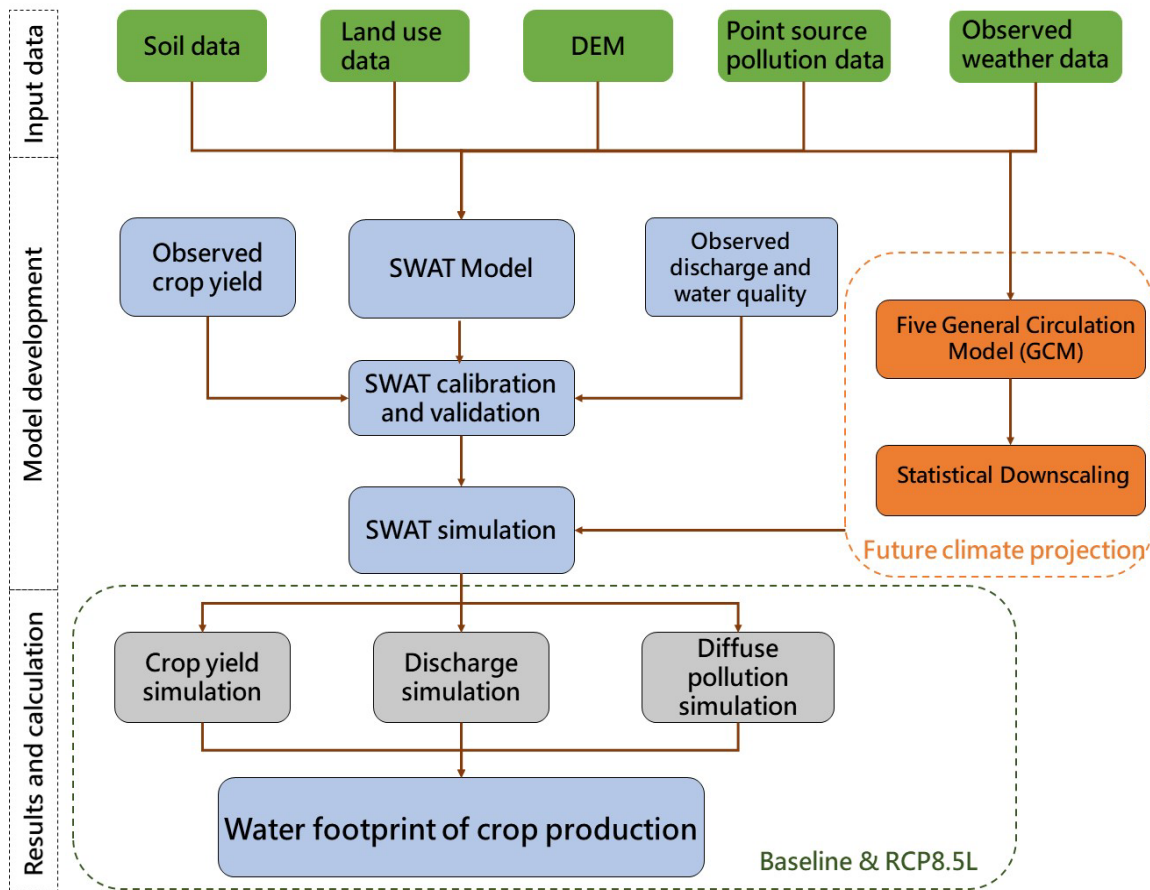 Input data
Soil data
Land use
data
DEM
Point source
pollution data
Observed
weather data
Model development
Observed
crop yield
SWAT Model
Observed
discharge and
water quality
Five General Circulation
Model (GCM)
SWAT calibration
and validation
Statistical Downscaling
SWAT simulation
Future climate projection
Results and calculation
Crop yield
simulation
Discharge
simulation
Diffuse
pollution
simulation
Water footprint of crop production
Baseline & RCP8.5L